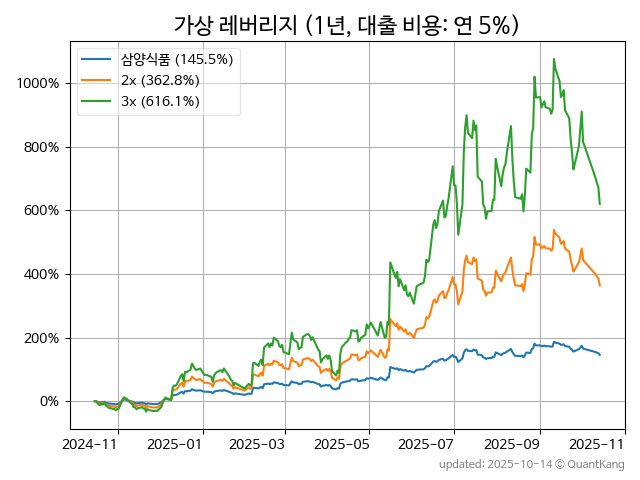 가상 레버리지 (1년, 대출 비용: 연 5%)
삼양식품 (145.5%)
2x (362.8%)
3x (616.1%)
1000%
800%
600%
400%
200%
0%
2024-11 2025-01 2025-03 2025-05 2025-07 2025-09 2025-11
updated: 2025-10-14 © QuantKang